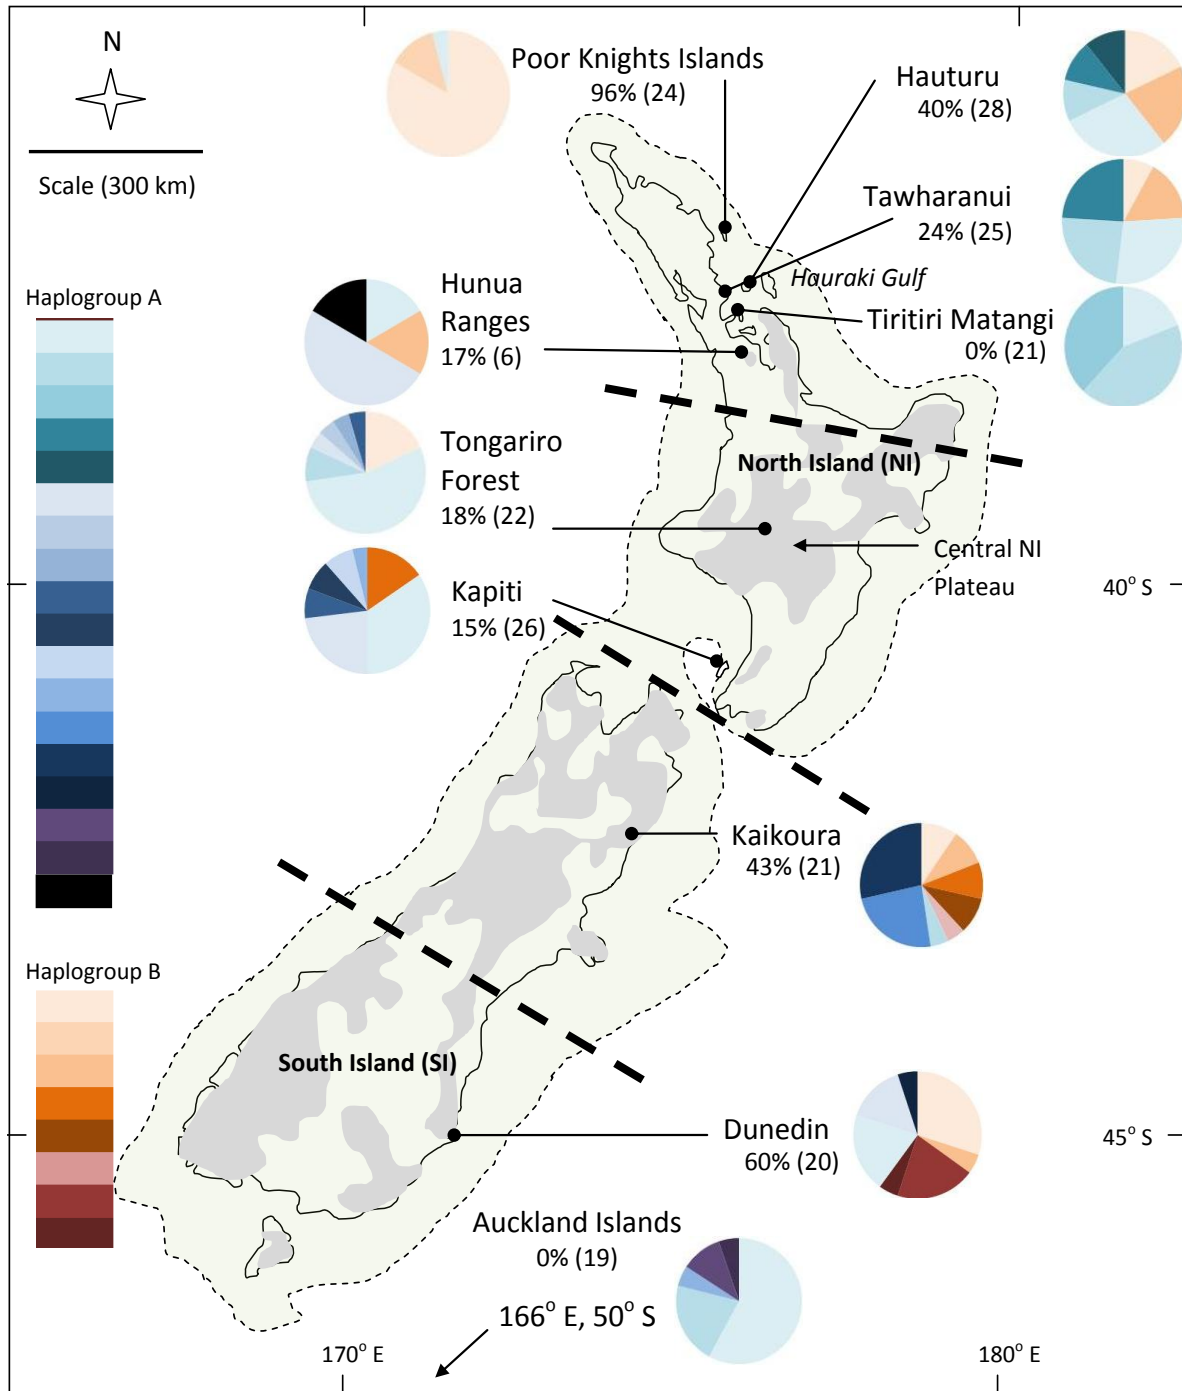 N
Scale (300 km)
Poor Knights Islands
96% (24)
Hauturu
40% (28)
Tawharanui
24% (25)
Hauraki Gulf
Tiritiri Matangi
0% (21)
Haplogroup A
Hunua
Ranges
17% (6)
Tongariro
Forest
18% (22)
North Island (NI)
Central NI
Plateau
Kapiti
15% (26)
40° S
Kaikoura
43% (21)
Haplogroup B
South Island (SI)
Dunedin
60% (20)
45° S
Auckland Islands
0% (19)
166° E, 50° S
170° E
180° E